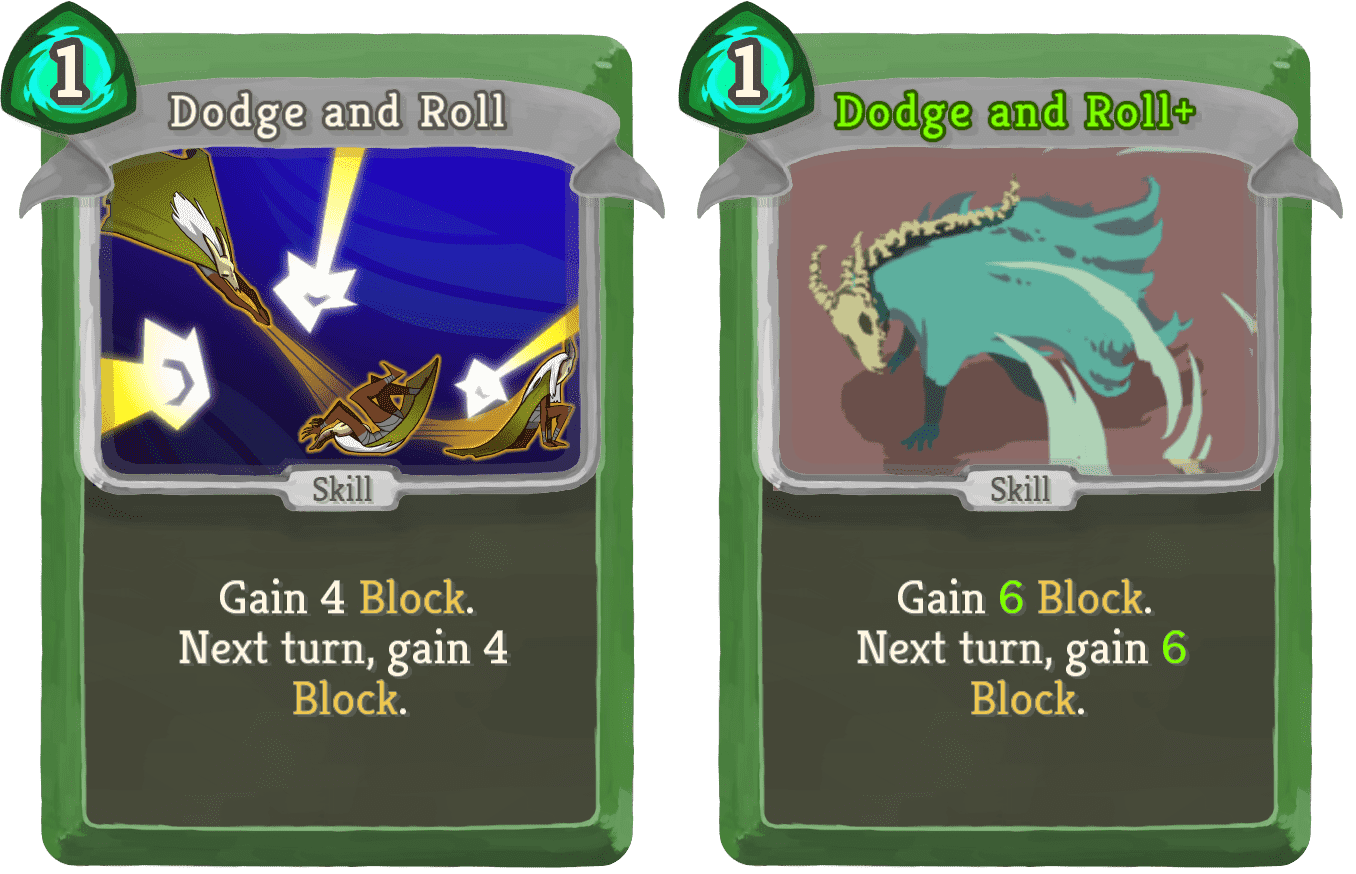 1
Dodge and Roll
Skill
Gain 4 Block.
Next turn, gain 4
Block.
1
Dodge and Roll+
Skill
Gain 6 Block.
Next turn, gain 6
Block.